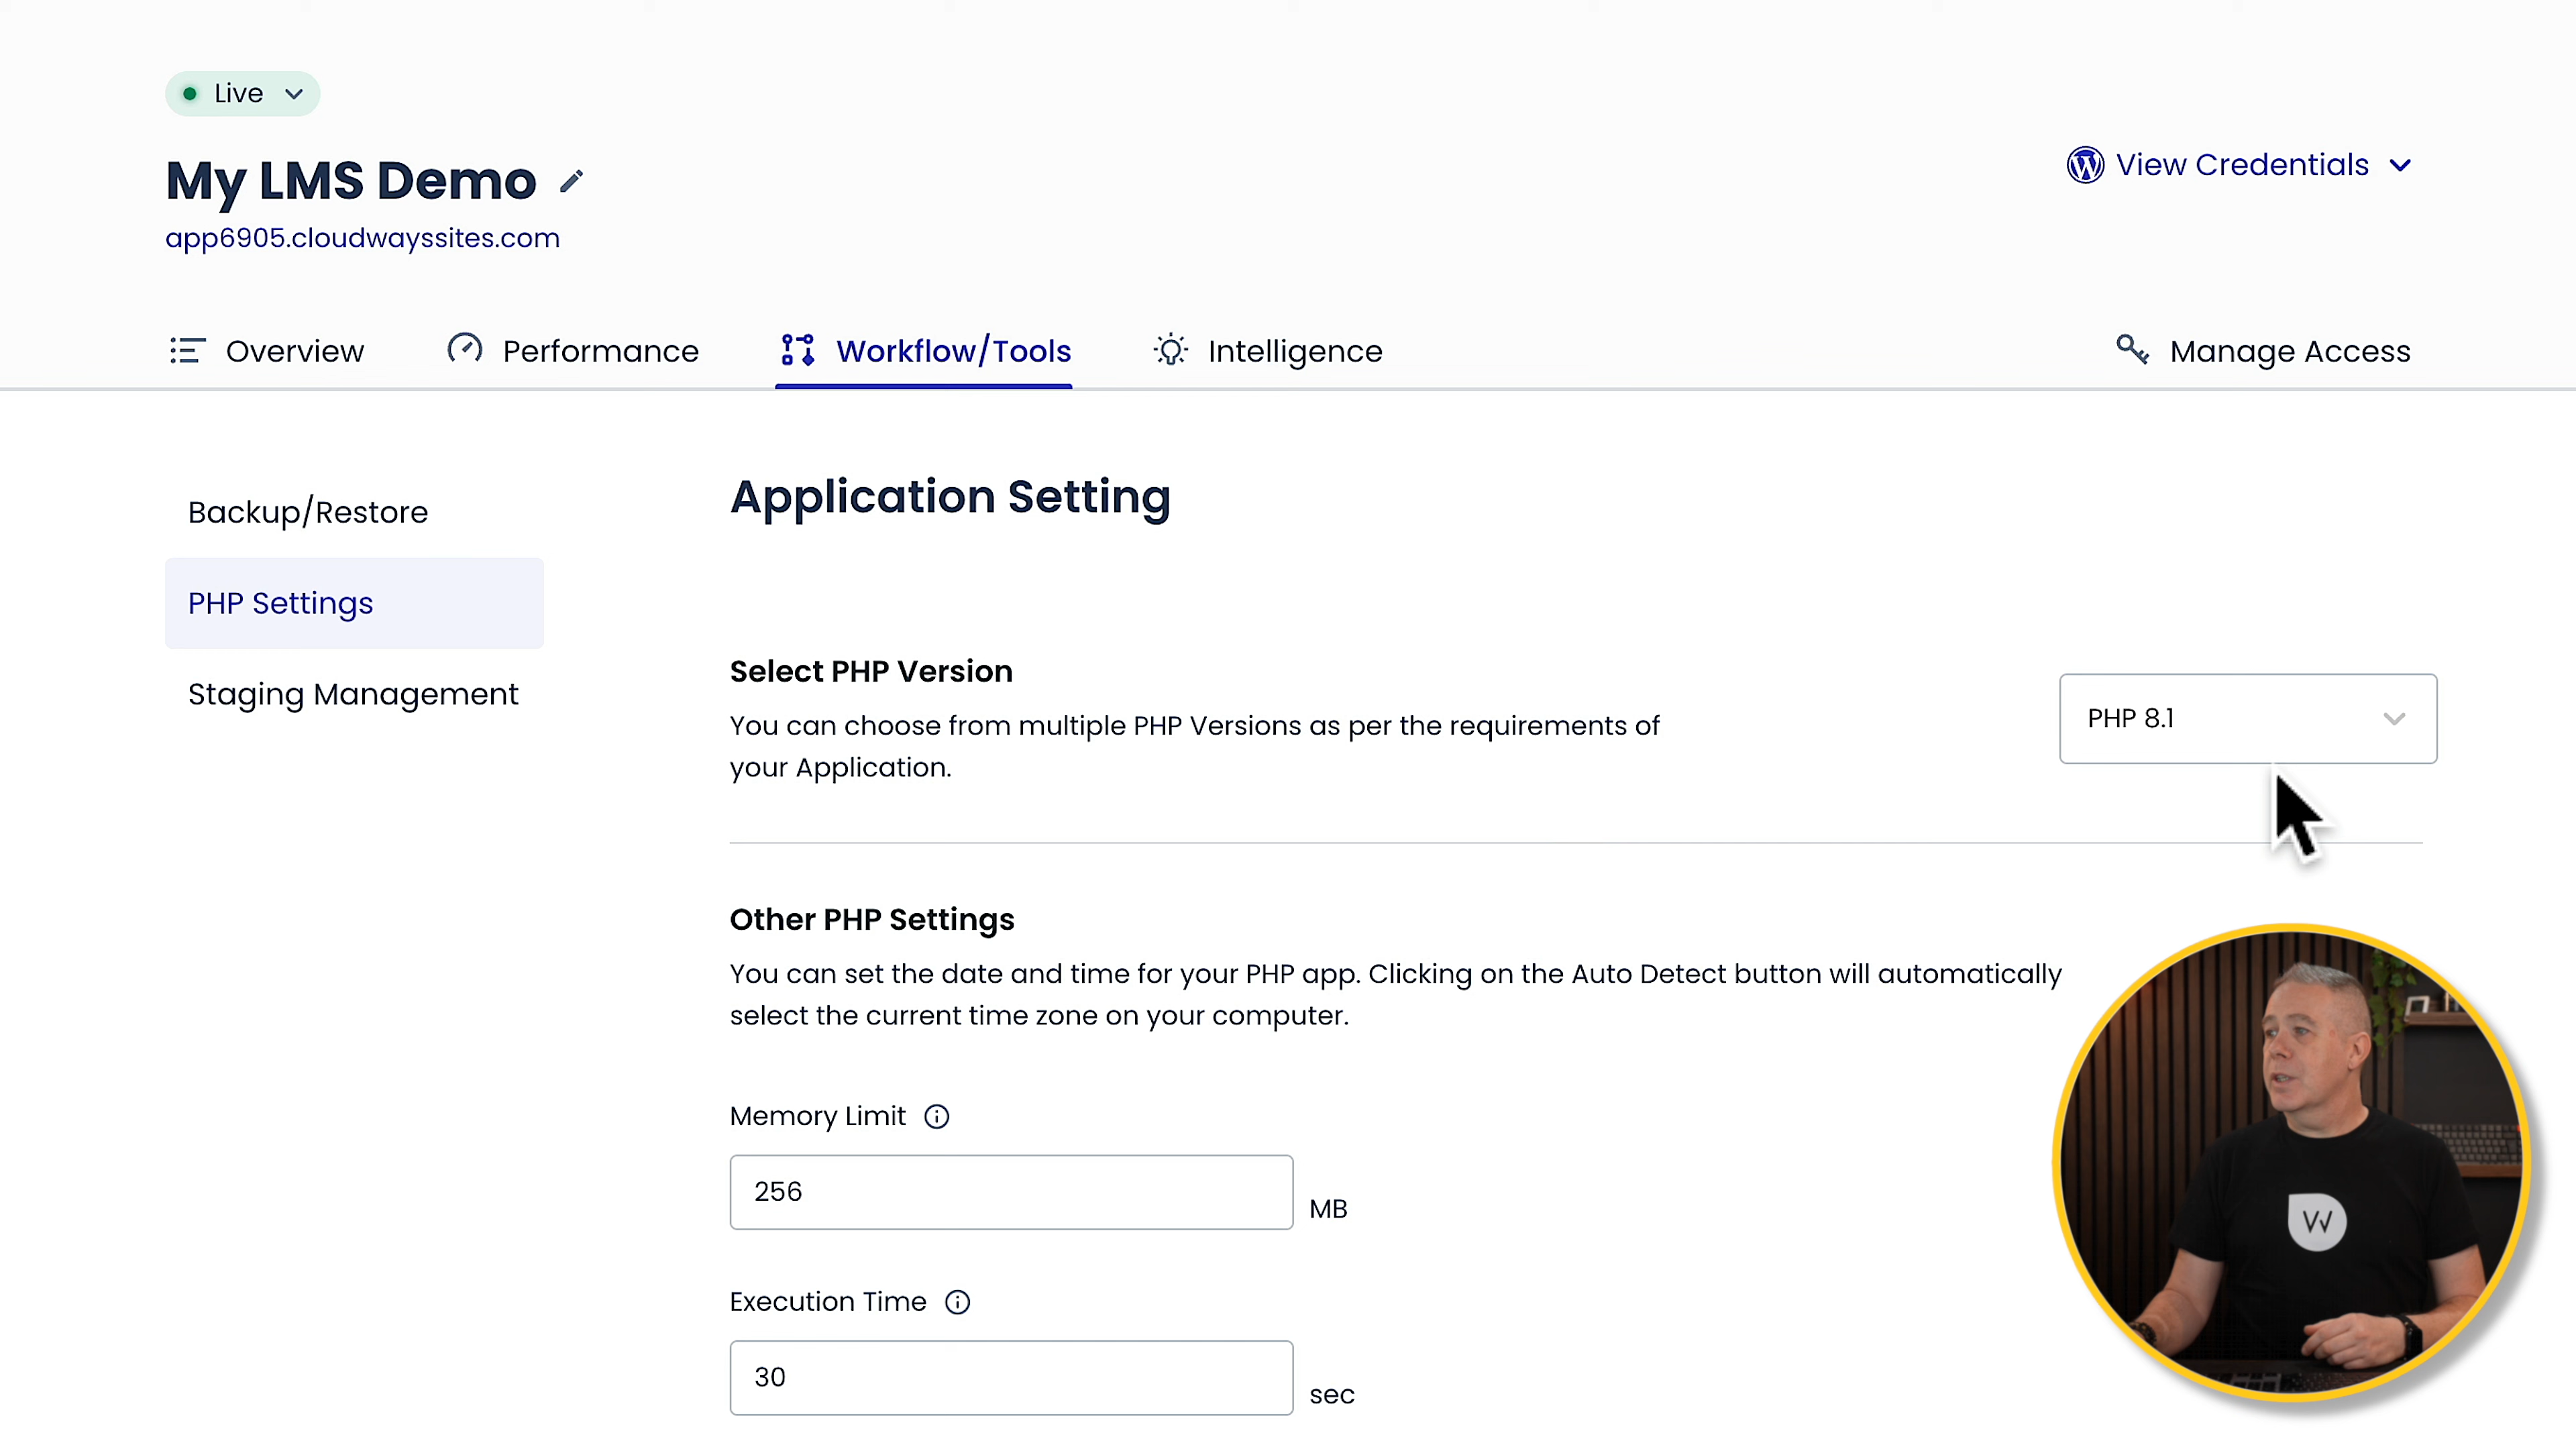 Live
My LMS Demo
app6905.cloudwayssites.com
View Credentials
Overview
Performance
Workflow/Tools
Intelligence
Manage Access
Backup/Restore
PHP Settings
Staging Management
Application Setting
Select PHP Version
You can choose from multiple PHP Versions as per the requirements of
your Application.
PHP 8.1
Other PHP Settings
You can set the date and time for your PHP app. Clicking on the Auto Detect button will automatically
select the current time zone on your computer.
Memory Limit
256
MB
Execution Time
30
sec
W